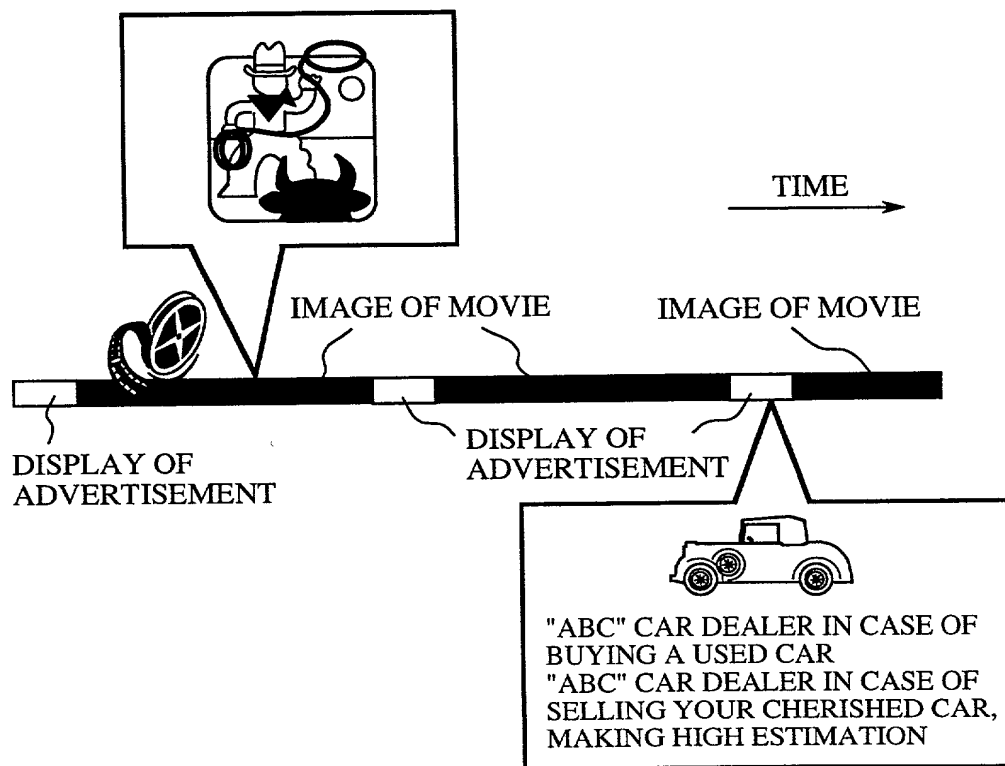 TIME
IMAGE OF MOVIE
IMAGE OF MOVIE
DISPLAY OF
ADVERTISEMENT
DISPLAY OF
ADVERTISEMENT
"ABC" CAR DEALER IN CASE OF
BUYING A USED CAR
"ABC" CAR DEALER IN CASE OF
SELLING YOUR CHERISHED CAR,
MAKING HIGH ESTIMATION